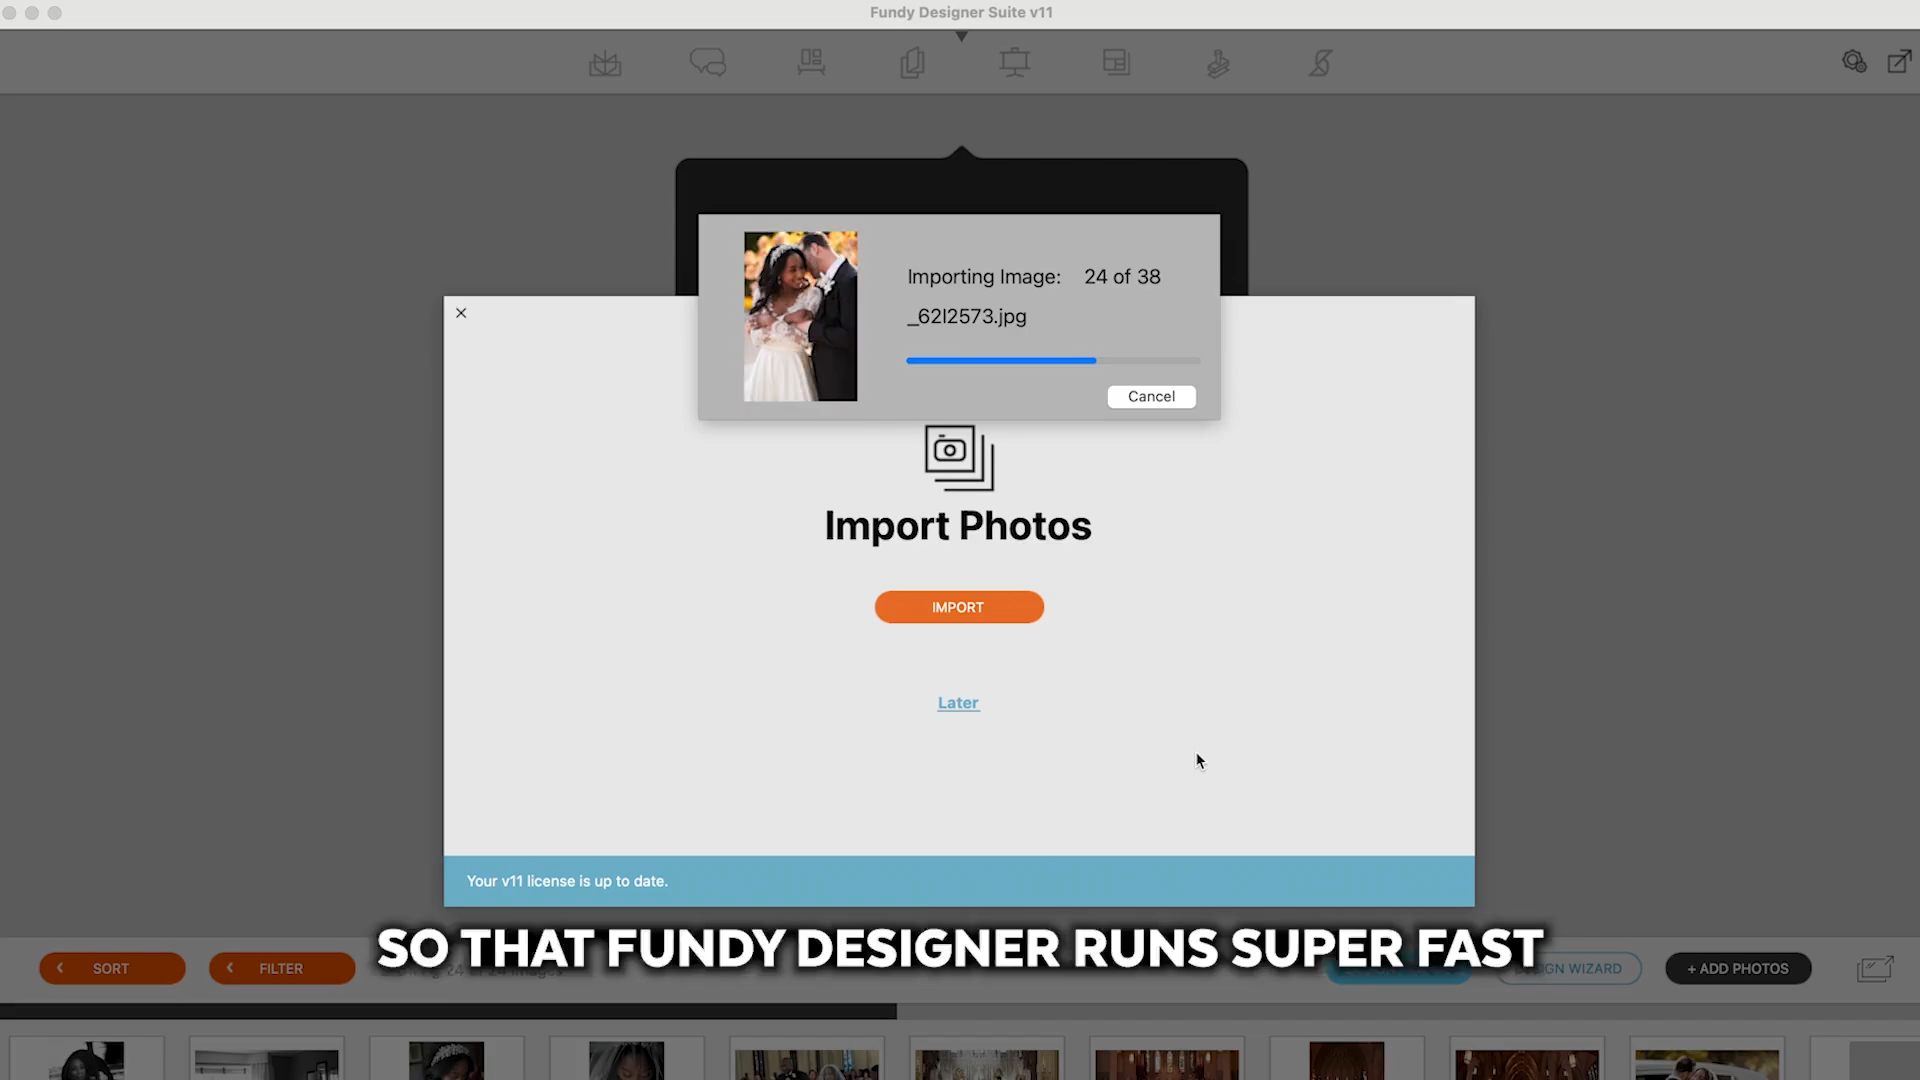 Fundy Designer Suite v11
Importing Image: 24 of 38
_62I2573.jpg
Cancel
Import Photos
IMPORT
Later
Your v11 license is up to date.
SO THAT FUNDY DESIGNER RUNS SUPER FAST
SORT
FILTER
WIZARD
+ ADD PHOTOS